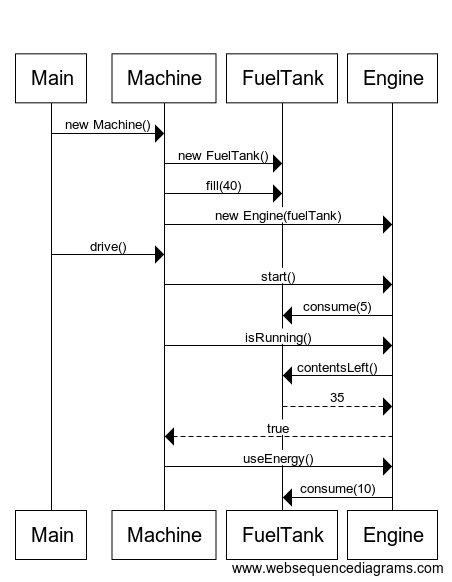 Main Machine FuelTank Engine
new Machine()
new FuelTank()
fill(40)
new Engine(fuelTank)
drive()
start()
consume(5)
isRunning()
contentsLeft()
35
true
useEnergy()
consume(10)
Main Machine FuelTank Engine
www.websequencediagrams.com